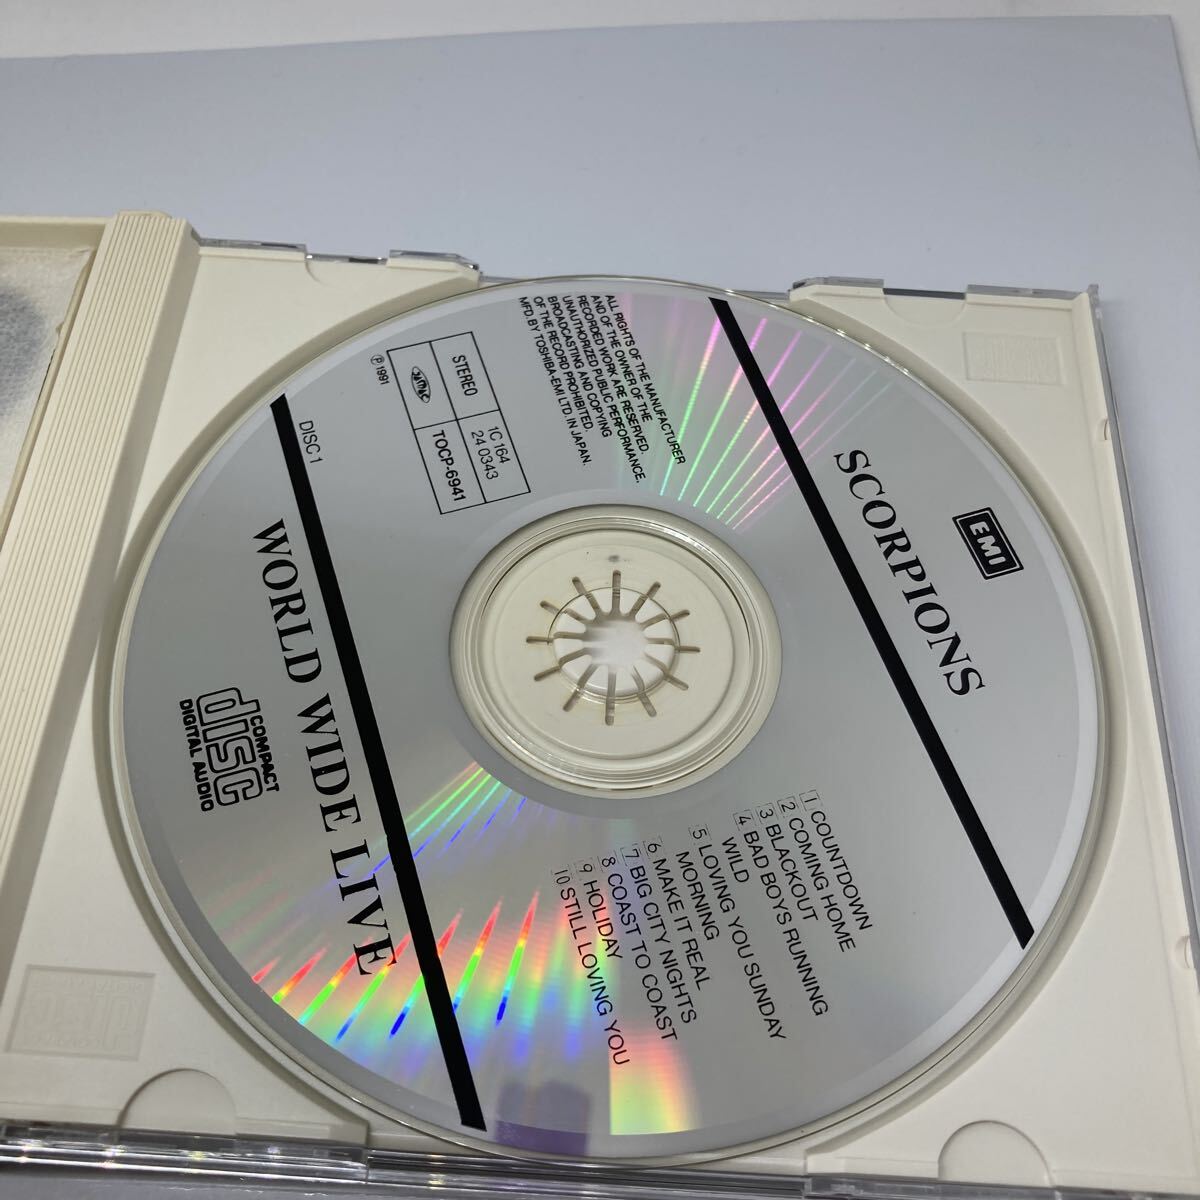 EMI
SCORPIONS
ALL RIGHTS OF THE MANUFACTURER
AND OF THE OWNER OF THE
RECORDED WORK ARE RESERVED.
UNAUTHORIZED PUBLIC PERFORMANCE,
BROADCASTING AND COPYING
OF THE RECORD PROHIBITED.
MFD. BY TOSHIBA-EMI LTD. IN JAPAN.
STEREO
1C 164
24 0343
TOCP-6941
℗ 1991
DISC 1
1 COUNTDOWN
2 COMING HOME
3 BLACKOUT
4 BAD BOYS RUNNING
WILD
5 LOVING YOU SUNDAY
MORNING
6 MAKE IT REAL
7 BIG CITY NIGHTS
8 COAST TO COAST
9 HOLIDAY
10 STILL LOVING YOU
WORLD WIDE LIVE
COMPACT
disc
DIGITAL AUDIO